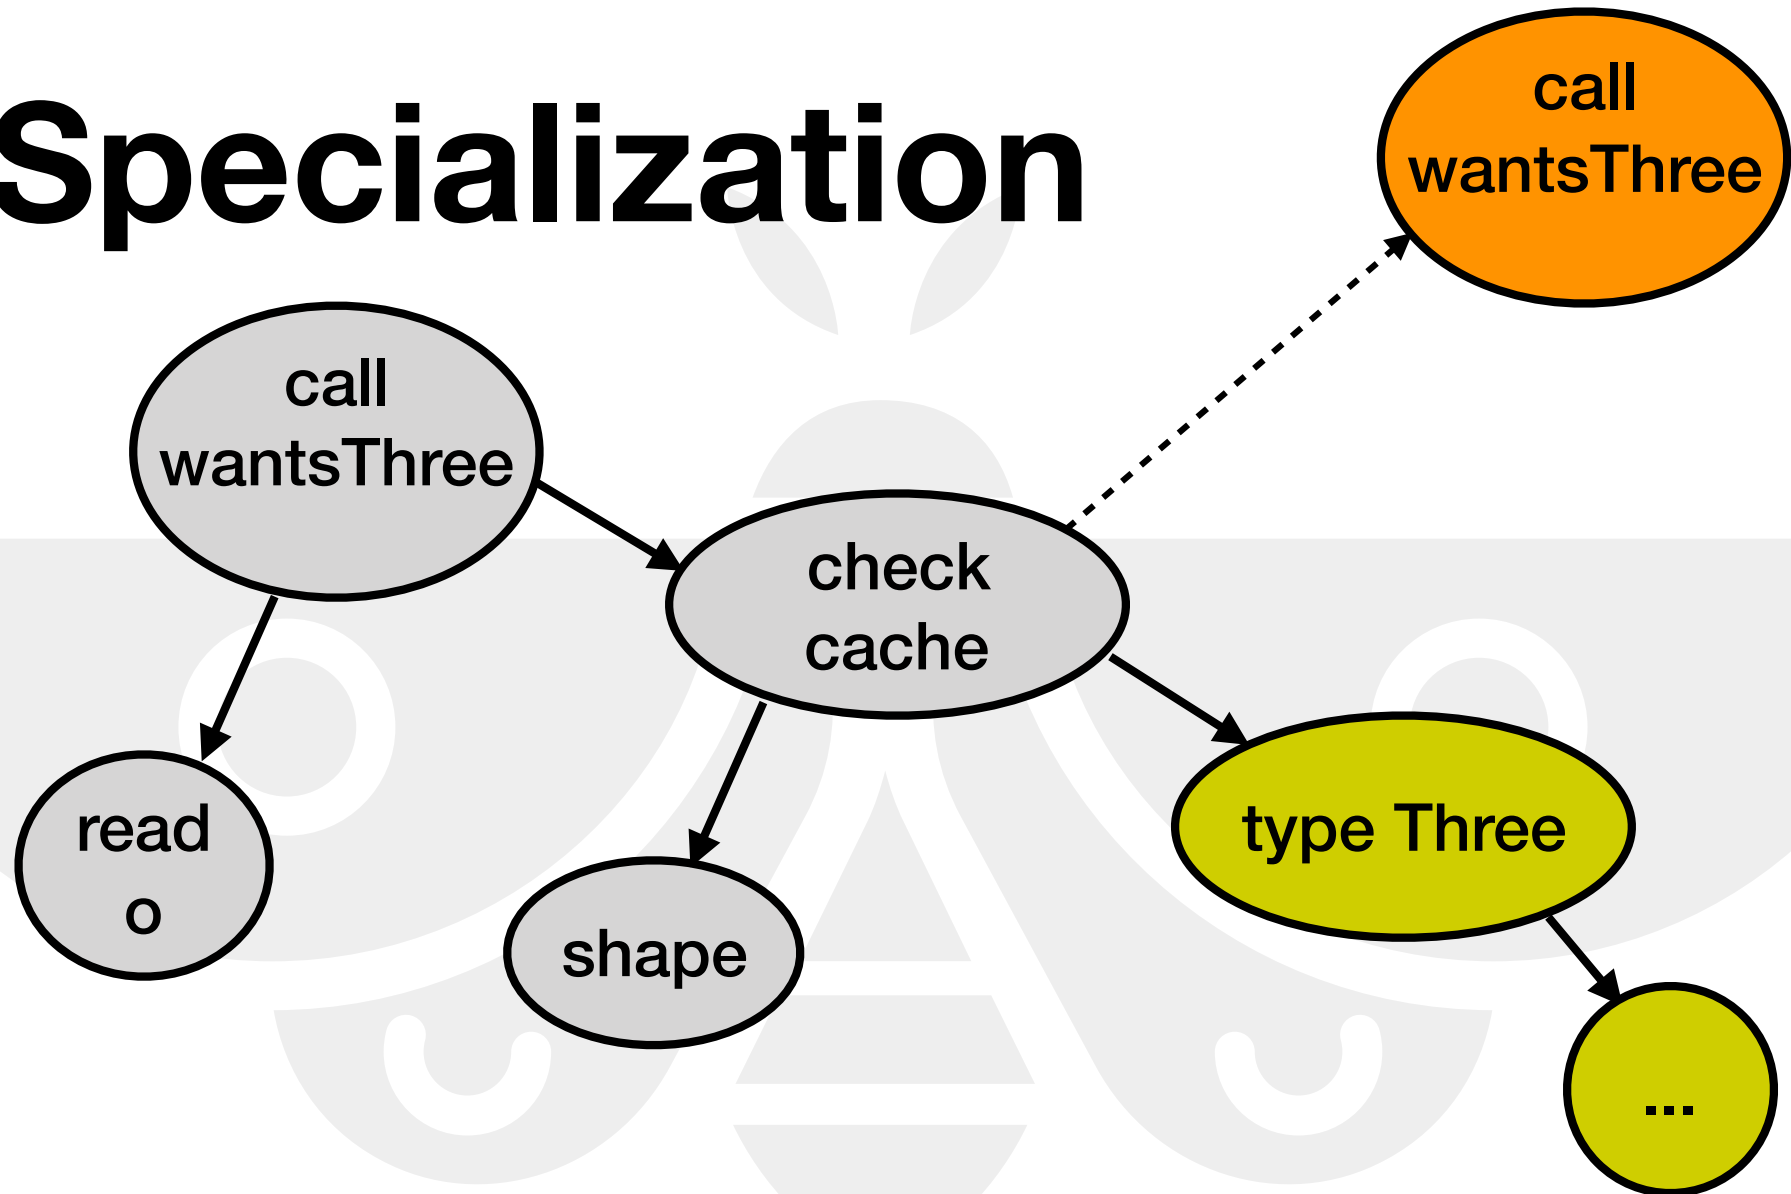 Specialization
call
wantsThree
call
wantsThree
check
cache
read
o
shape
type Three
...